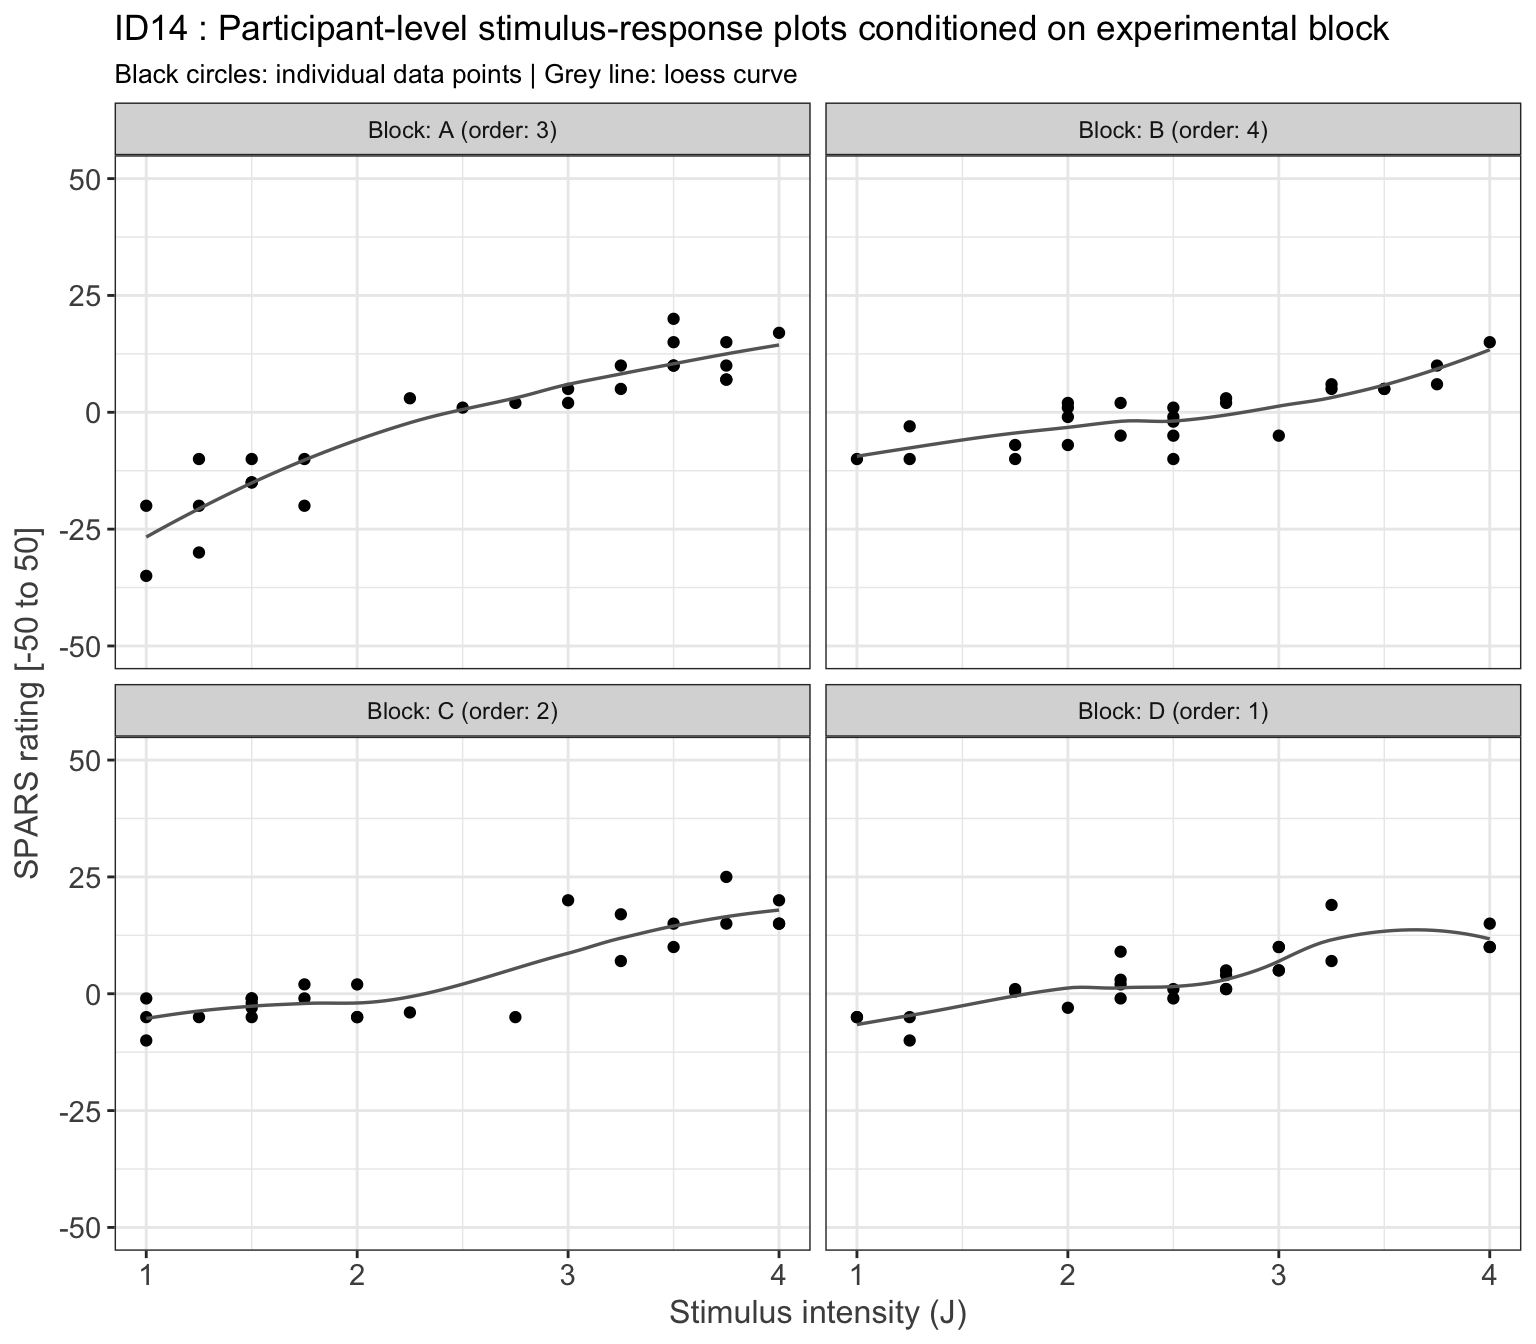 ID14 : Participant-level stimulus-response plots conditioned on experimental block
Black circles: individual data points | Grey line: loess curve
Block: A (order: 3)
Block: B (order: 4)
50
25
0
-25
-50
Block: C (order: 2)
Block: D (order: 1)
50
25
0
-25
-50
SPARS rating [-50 to 50]
1 2 3 4 1 2 3 4
Stimulus intensity (J)